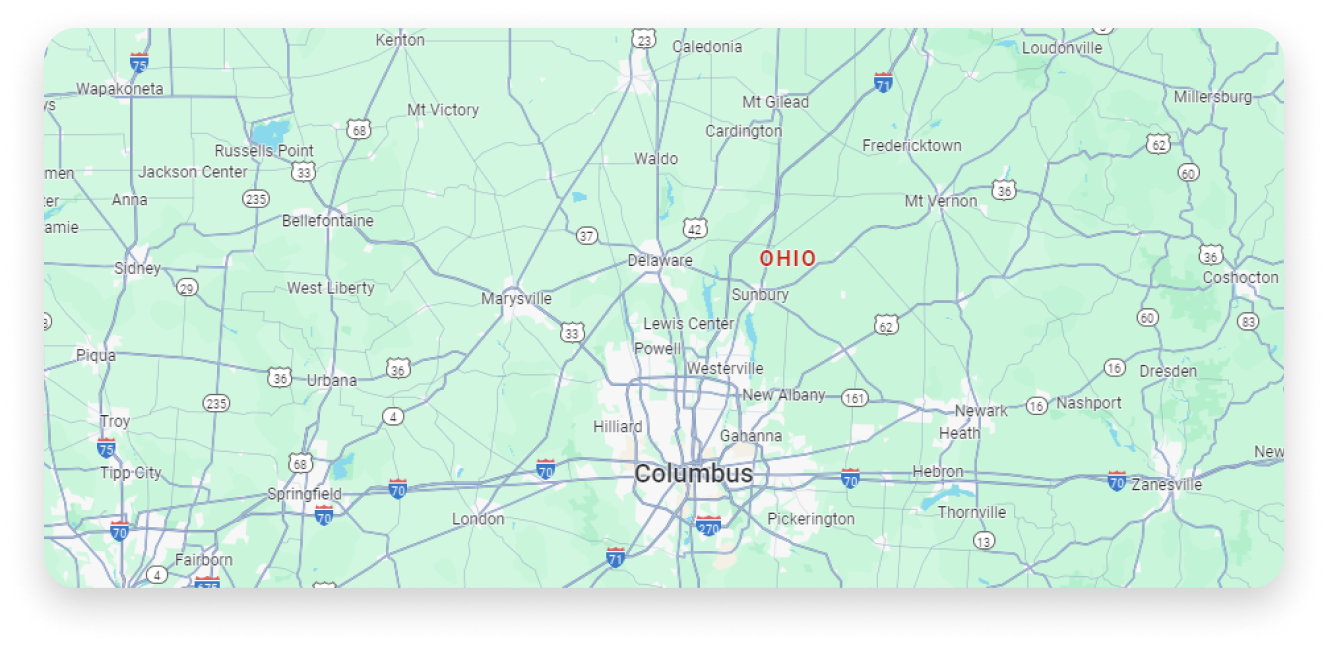 Kenton
23
Caledonia
Loudonville
75
Wapakoneta
71
Mt Gilead
Millersburg
ys
Mt Victory
68
Cardington
Fredericktown
62
Russells Point
Waldo
men
Jackson Center
33
60
235
36
er
Anna
Mt Vernon
amie
Bellefontaine
37
42
Sidney
Delaware
OHIO
36
Coshocton
29
West Liberty
Marysville
Sunbury
33
Lewis Center
62
60
83
Piqua
Powell
36
Urbana
36
Westerville
16
Dresden
235
4
New Albany
161
Newark
16
Nashport
Troy
Hilliard
Gahanna
Heath
75
68
70
Columbus
70
Hebron
New
Tipp City
Springfield
70
70
Zanesville
70
London
70
270
Pickerington
Thornville
13
71
Fairborn
4
675